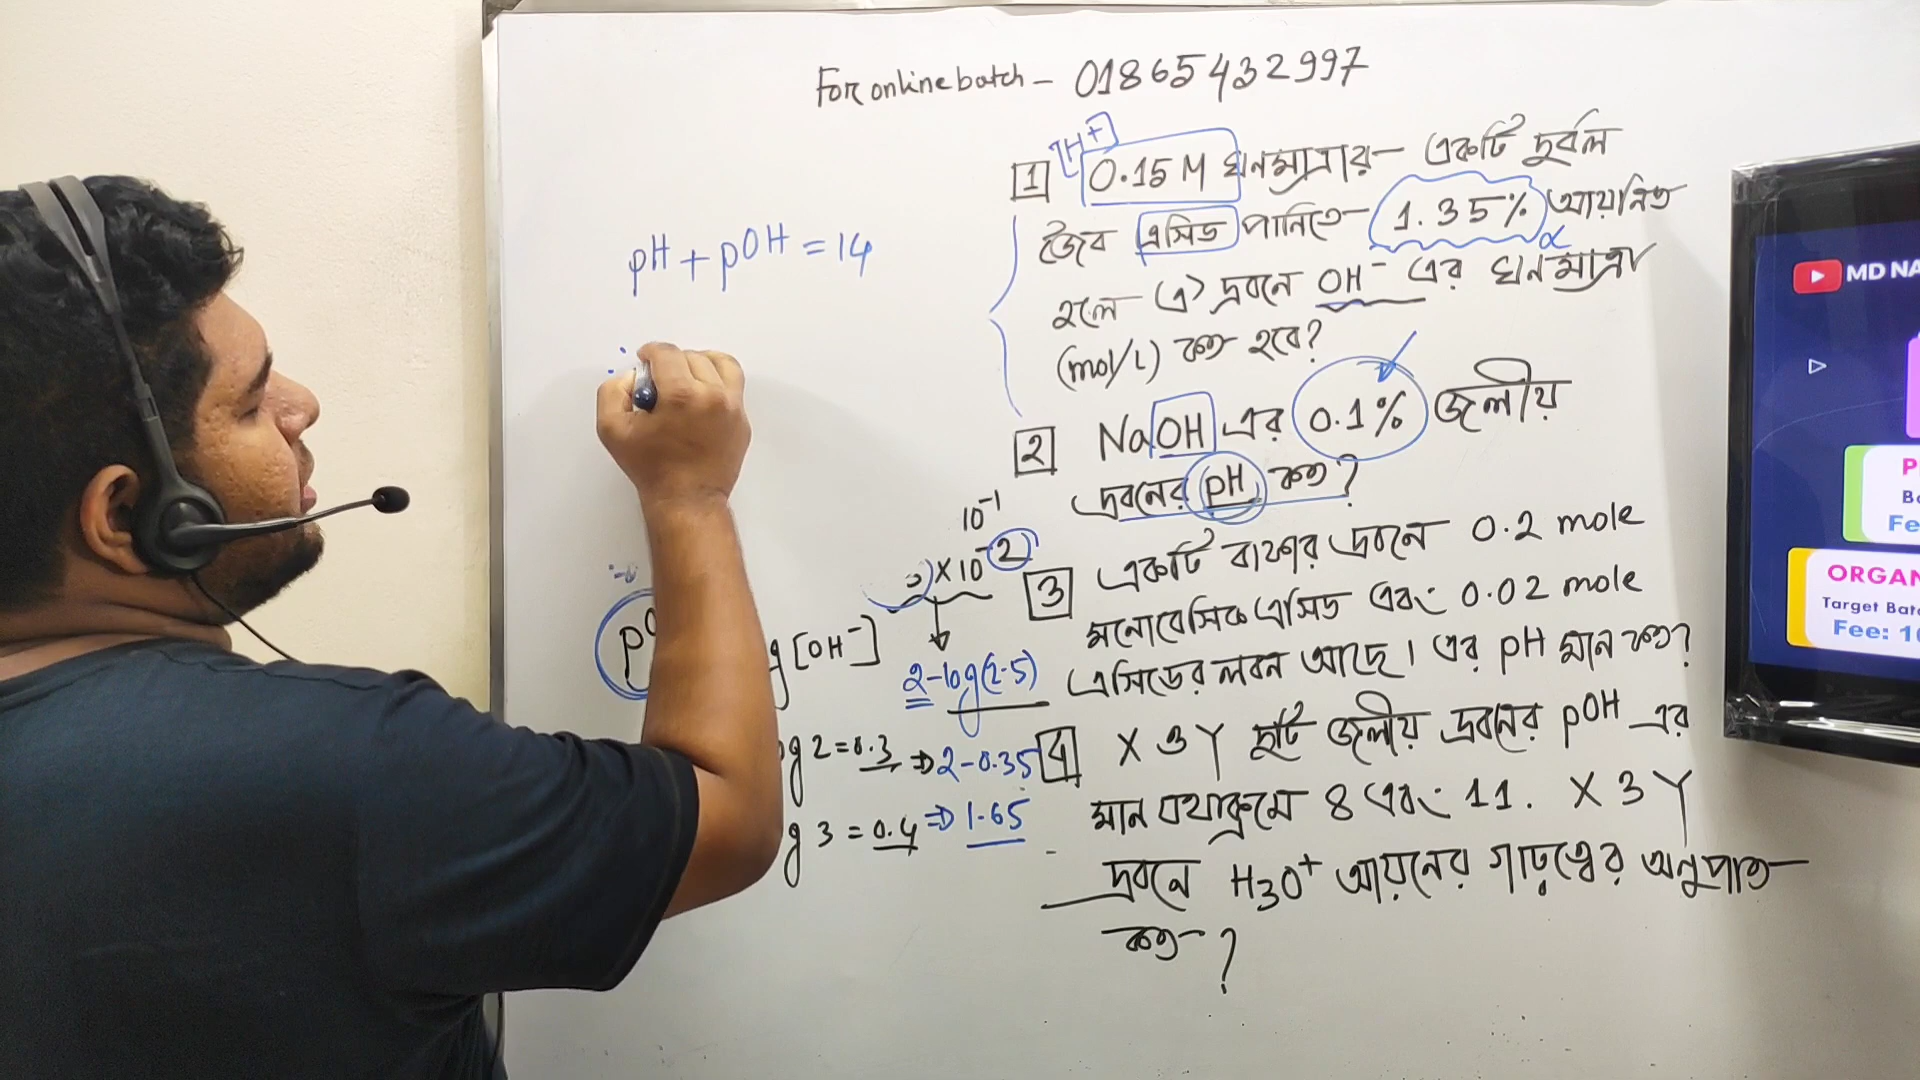 For online batch - 01865432997
[H+]
1 0.15 M ঘনমাত্রার একটি দুর্বল
জৈব এসিড পানিতে 1.35% আয়নিত
α
হলে ঐ দ্রবনে OH- এর ঘনমাত্রা
(mol/L) কত হবে?
2 NaOH এর 0.1% জলীয়
দ্রবনের pH কত?
3 একটি বাফার দ্রবনে 0.2 mole
মনোবেসিক এসিড এবং 0.02 mole
এসিডের লবন আছে। এর pH মান কত?
4 X ও Y দুটি জলীয় দ্রবনের pOH এর
মান যথাক্রমে 8 এবং 11. X ও Y
দ্রবনে H3O+ আয়নের গাঢ়ত্বের অনুপাত
কত?
pH + pOH = 14
10-1
×10-2
g[OH-]
2-log(2.5)
g 2 = 0.3 ⇒ 2-0.35
g 3 = 0.4 ⇒ 1.65
MD NA
ORGAN
Target Bat
Fee: 1
Fe